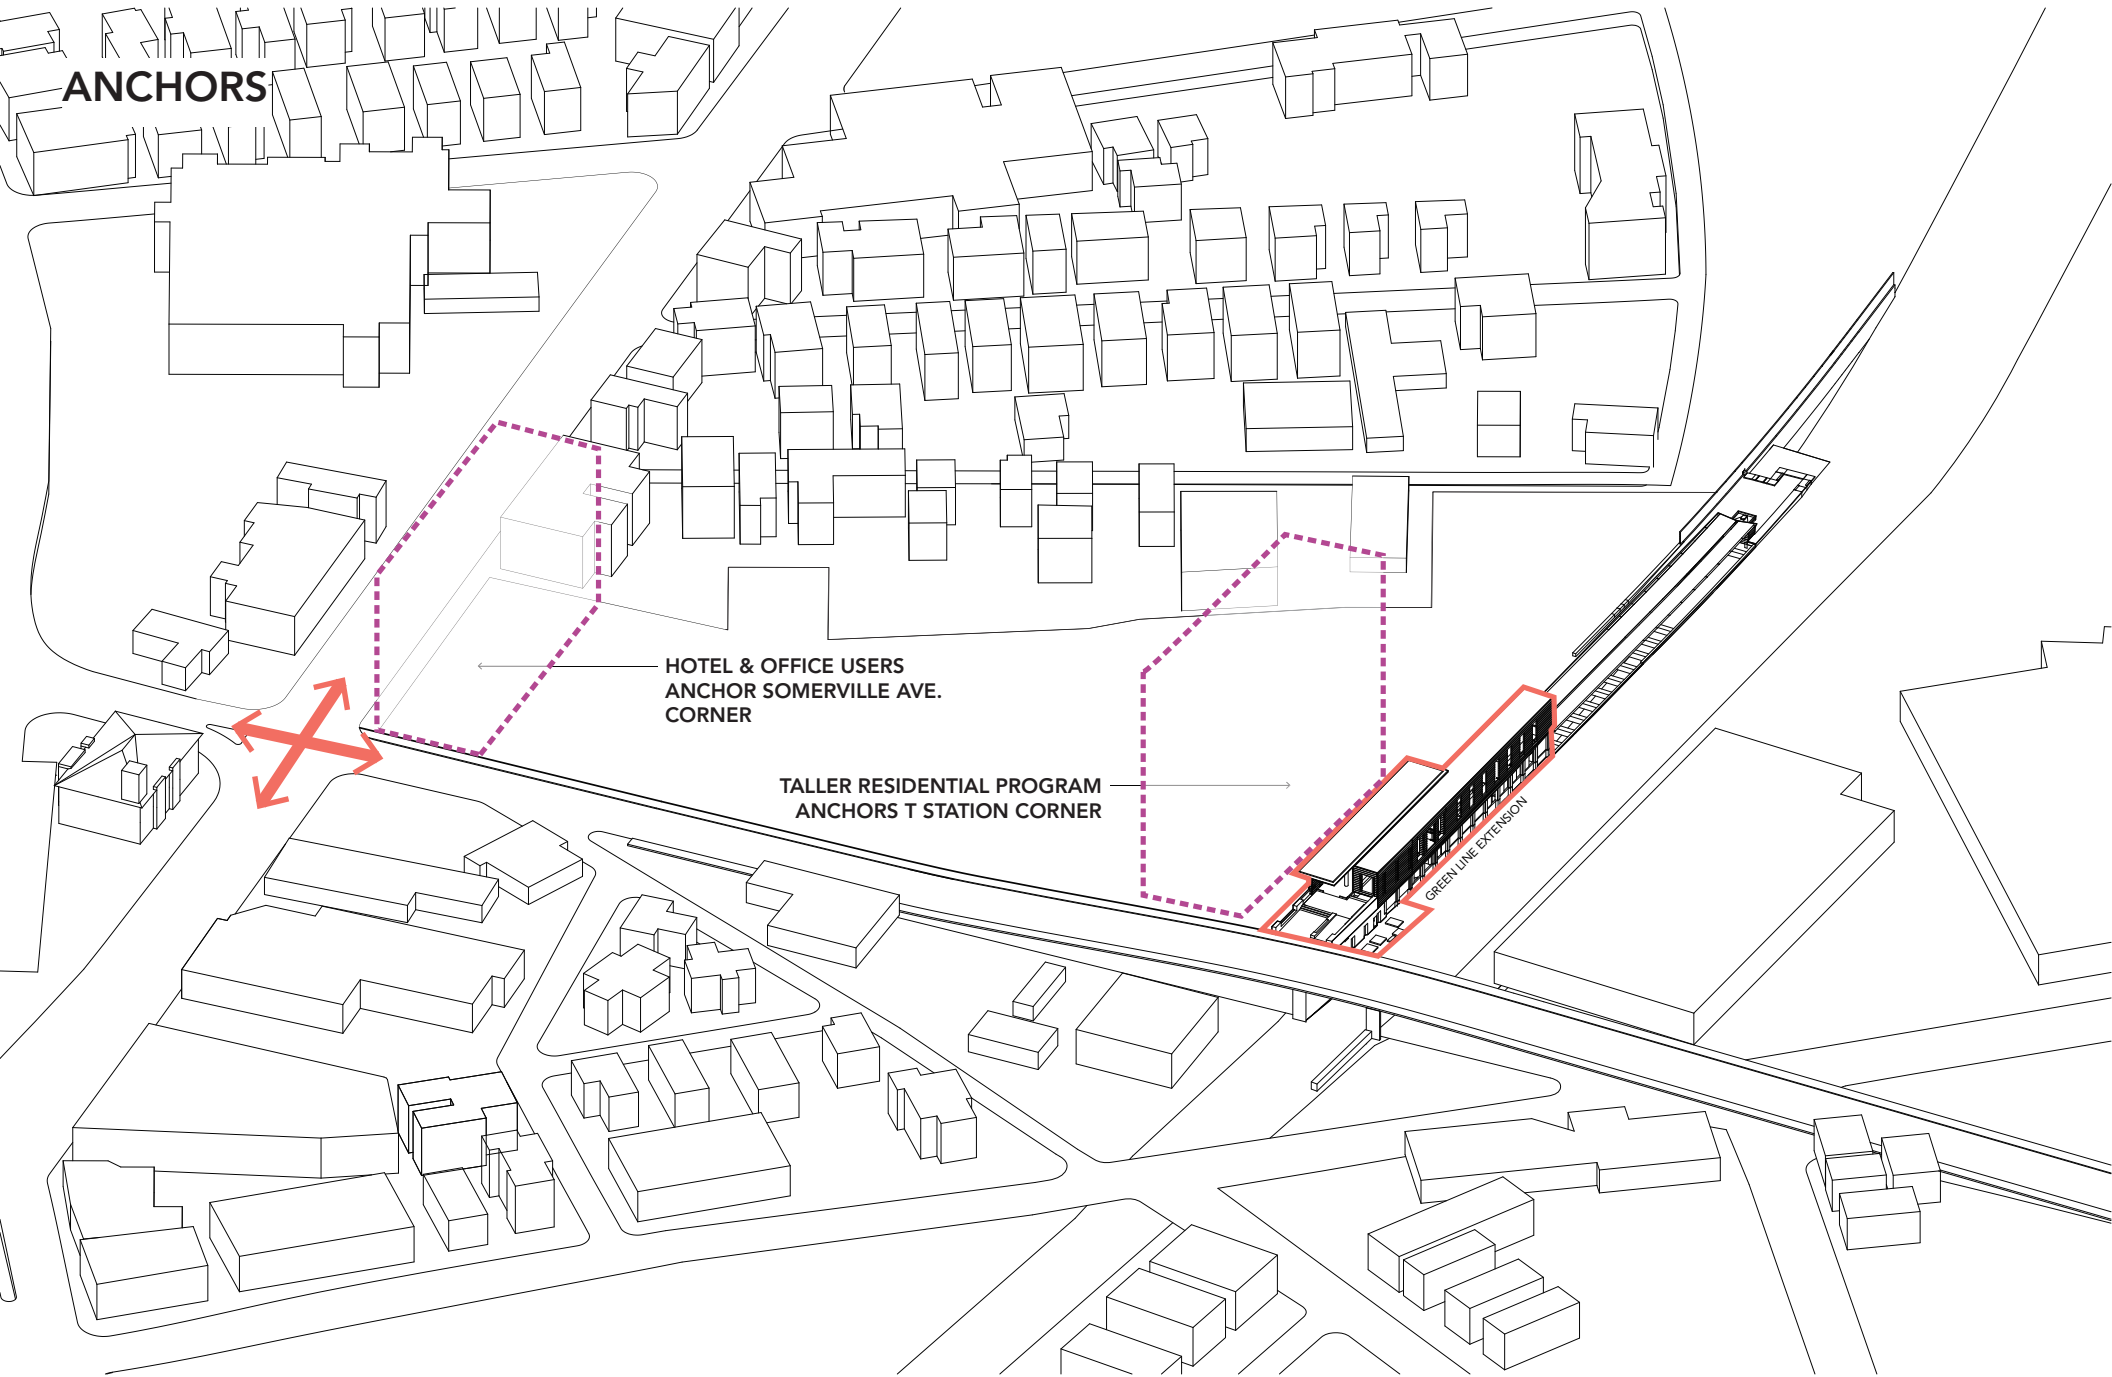 ANCHORS
HOTEL & OFFICE USERS
ANCHOR SOMERVILLE AVE.
CORNER
TALLER RESIDENTIAL PROGRAM
ANCHORS T STATION CORNER
GREEN LINE EXTENSION